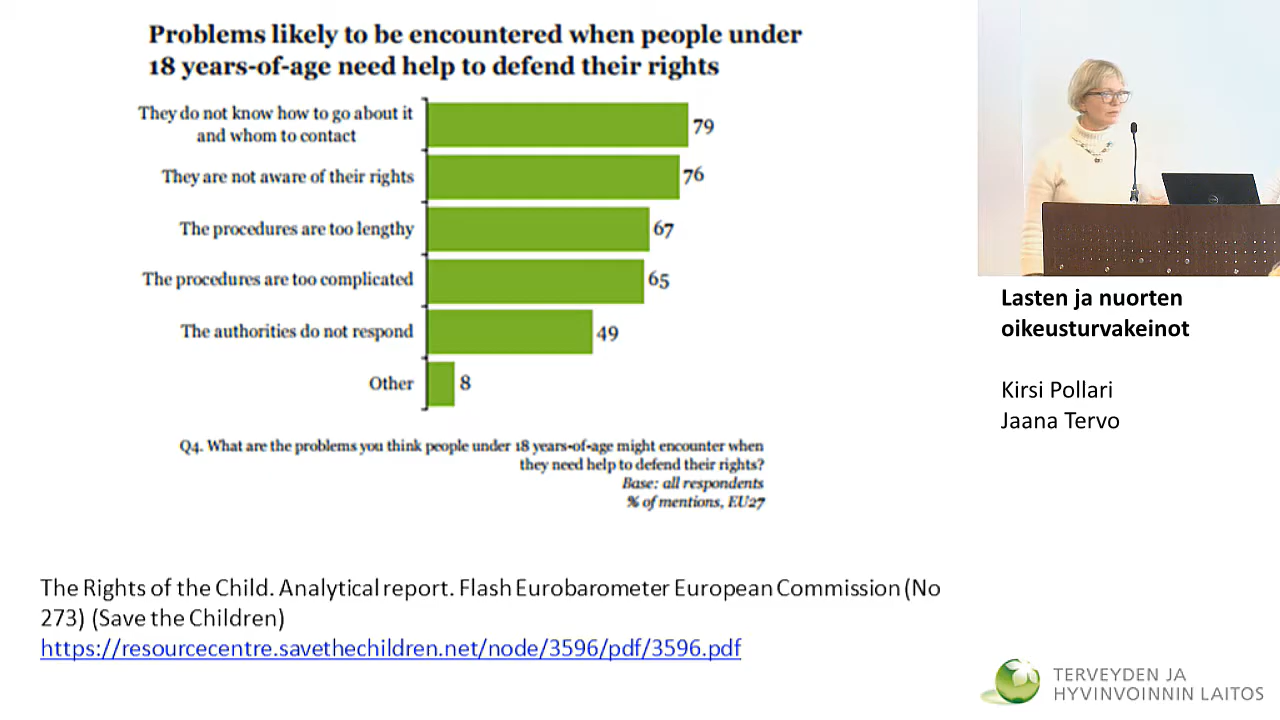 Problems likely to be encountered when people under
18 years-of-age need help to defend their rights
They do not know how to go about it
and whom to contact
79
They are not aware of their rights
76
The procedures are too lengthy
67
The procedures are too complicated
65
The authorities do not respond
49
Other
8
Q4. What are the problems you think people under 18 years-of-age might encounter when
they need help to defend their rights?
Base: all respondents
% of mentions, EU27
The Rights of the Child. Analytical report. Flash Eurobarometer European Commission (No
273) (Save the Children)
https://resourcecentre.savethechildren.net/node/3596/pdf/3596.pdf
Lasten ja nuorten
oikeusturvakeinot
Kirsi Pollari
Jaana Tervo
TERVEYDEN JA
HYVINVOINNIN LAITOS